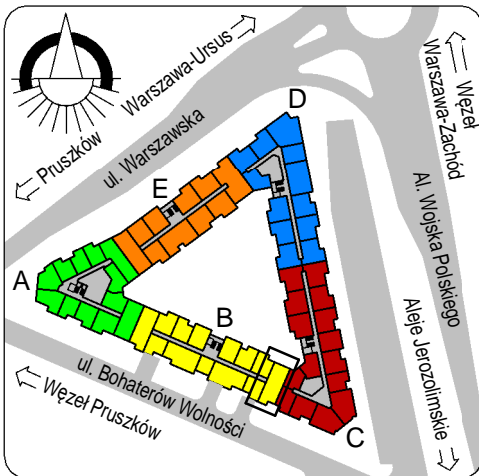 Warszawa-Ursus
Pruszków
ul. Warszawska
Węzeł
Warszawa-Zachód
Al. Wojska Polskiego
Aleje Jerozolimskie
D
E
A
B
C
ul. Bohaterów Wolności
Węzeł Pruszków